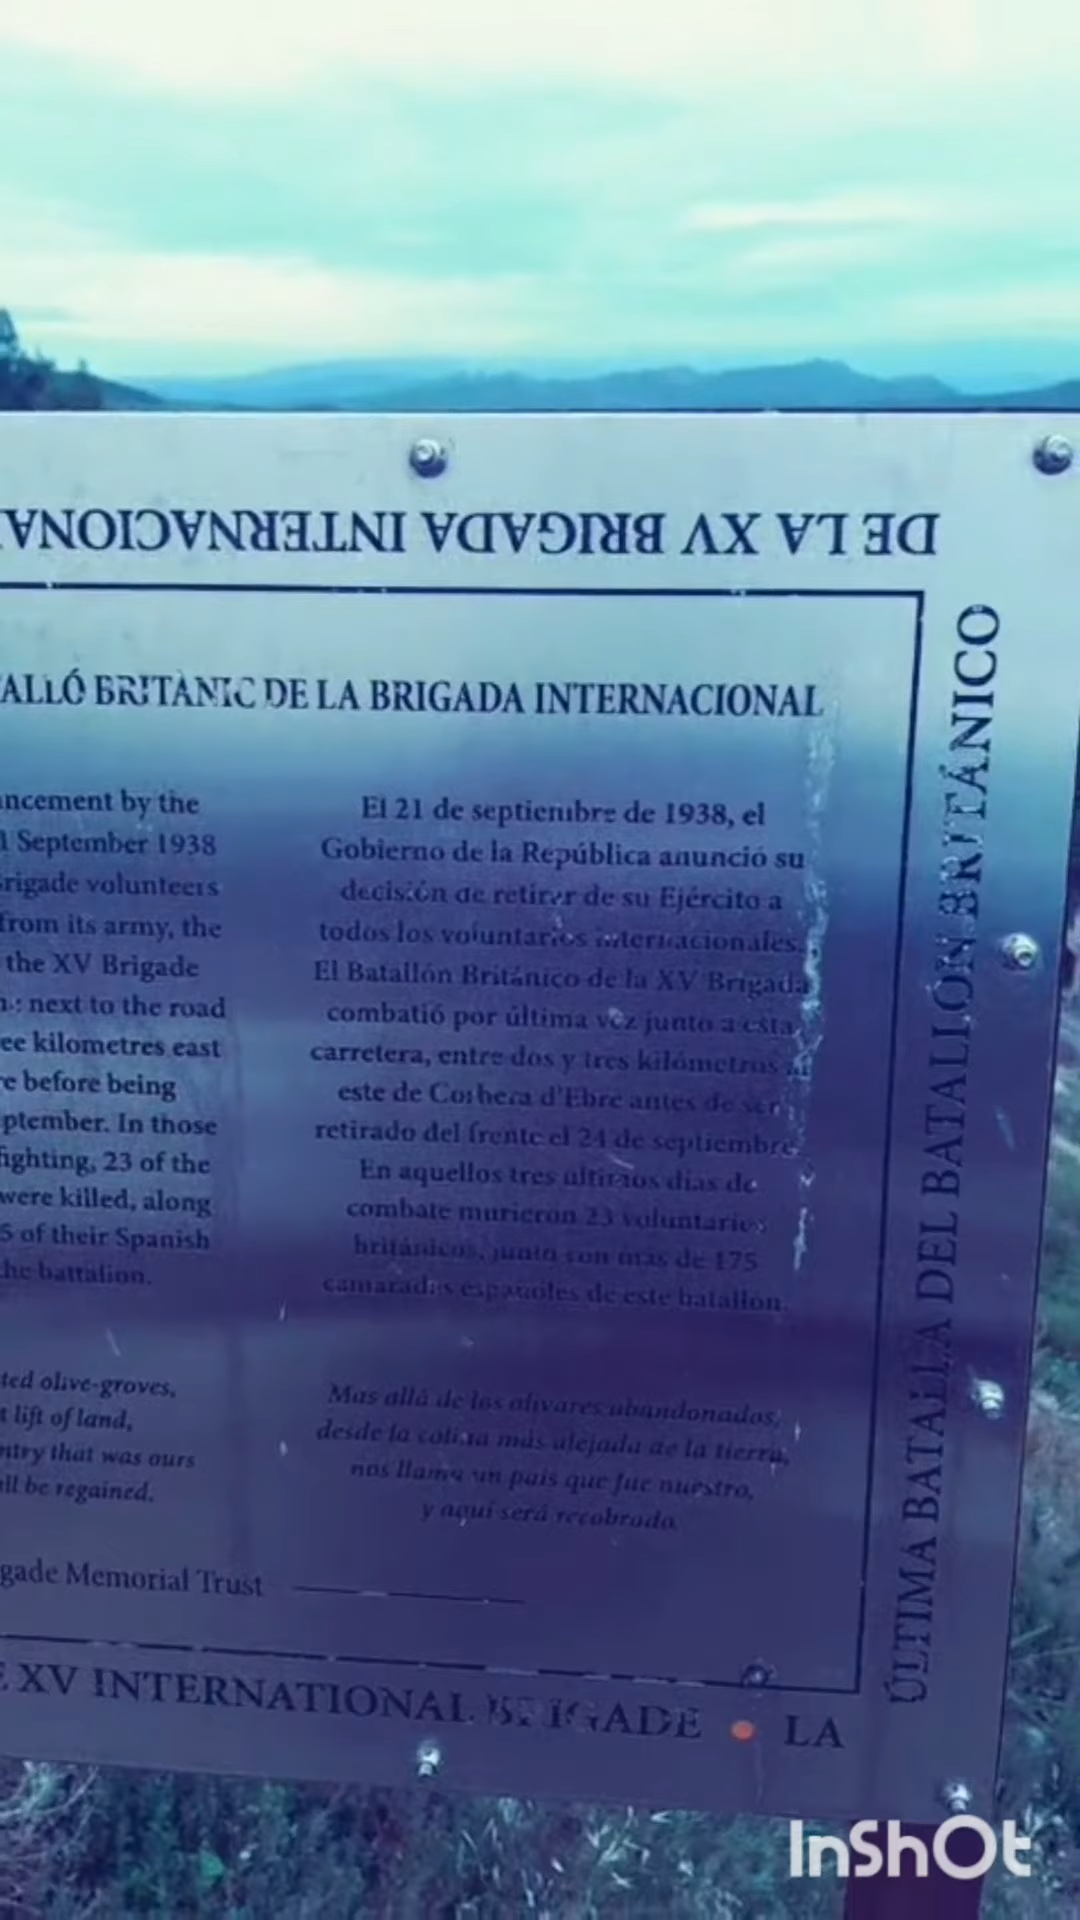 DE LA XV BRIGADA INTERNACIONA
ALLÓ BRITÀNIC DE LA BRIGADA INTERNACIONAL
ncement by the
1 September 1938
rigade volunteers
from its army, the
the XV Brigade
next to the road
ee kilometres east
e before being
ptember. In those
fighting, 23 of the
were killed, along
5 of their Spanish
he battalion.
ted olive-groves,
t lift of land,
ntry that was ours
ll be regained.
gade Memorial Trust
El 21 de septiembre de 1938, el
Gobierno de la República anunció su
decisión de retirar de su Ejército a
todos los voluntarios internacionales.
El Batallón Británico de la XV Brigada
combatió por última vez junto a esta
carretera, entre dos y tres kilómetros al
este de Corbera d'Ebre antes de ser
retirado del frente el 24 de septiembre.
En aquellos tres últimos días de
combate murieron 23 voluntarios
británicos, junto con más de 175
camaradas españoles de este batallón.
Mas allá de los olivares abandonados,
desde la colina más alejada de la tierra,
nos llama un país que fue nuestro,
y aquí será recobrado.
ÚLTIMA BATALLA DEL BATALLÓN BRITÁNICO
E XV INTERNATIONAL BRIGADE • LA
InShOt